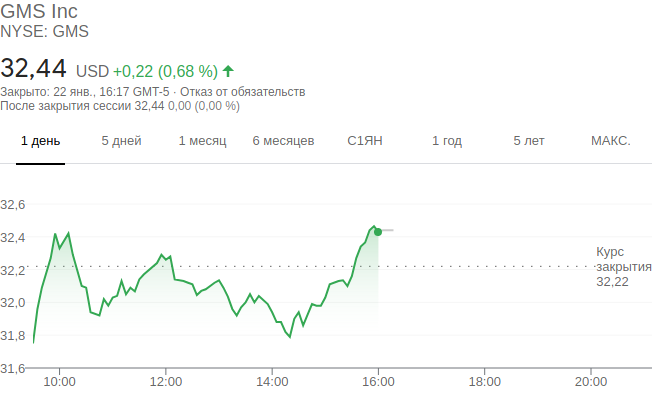 GMS Inc
NYSE: GMS
32,44 USD +0,22 (0,68 %)
Закрыто: 22 янв., 16:17 GMT-5 · Отказ от обязательств
После закрытия сессии 32,44 0,00 (0,00 %)
1 день 5 дней 1 месяц 6 месяцев С1ЯН 1 год 5 лет МАКС.
32,6
32,4
Курс
закрытия
32,22
32,2
32,0
31,8
31,6
10:00 12:00 14:00 16:00 18:00 20:00